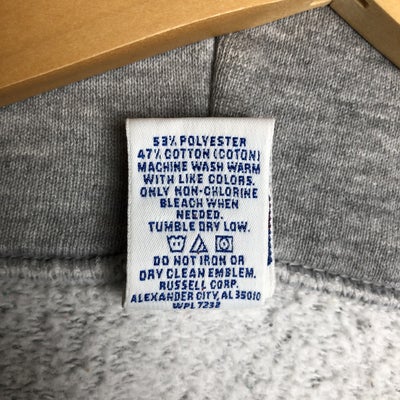 53% POLYESTER
47% COTTON (COTON)
MACHINE WASH WARM
WITH LIKE COLORS.
ONLY NON-CHLORINE
BLEACH WHEN
NEEDED.
TUMBLE DRY LOW.
DO NOT IRON OR
DRY CLEAN EMBLEM.
RUSSELL CORP.
ALEXANDER CITY, AL 35010
WPL 7232